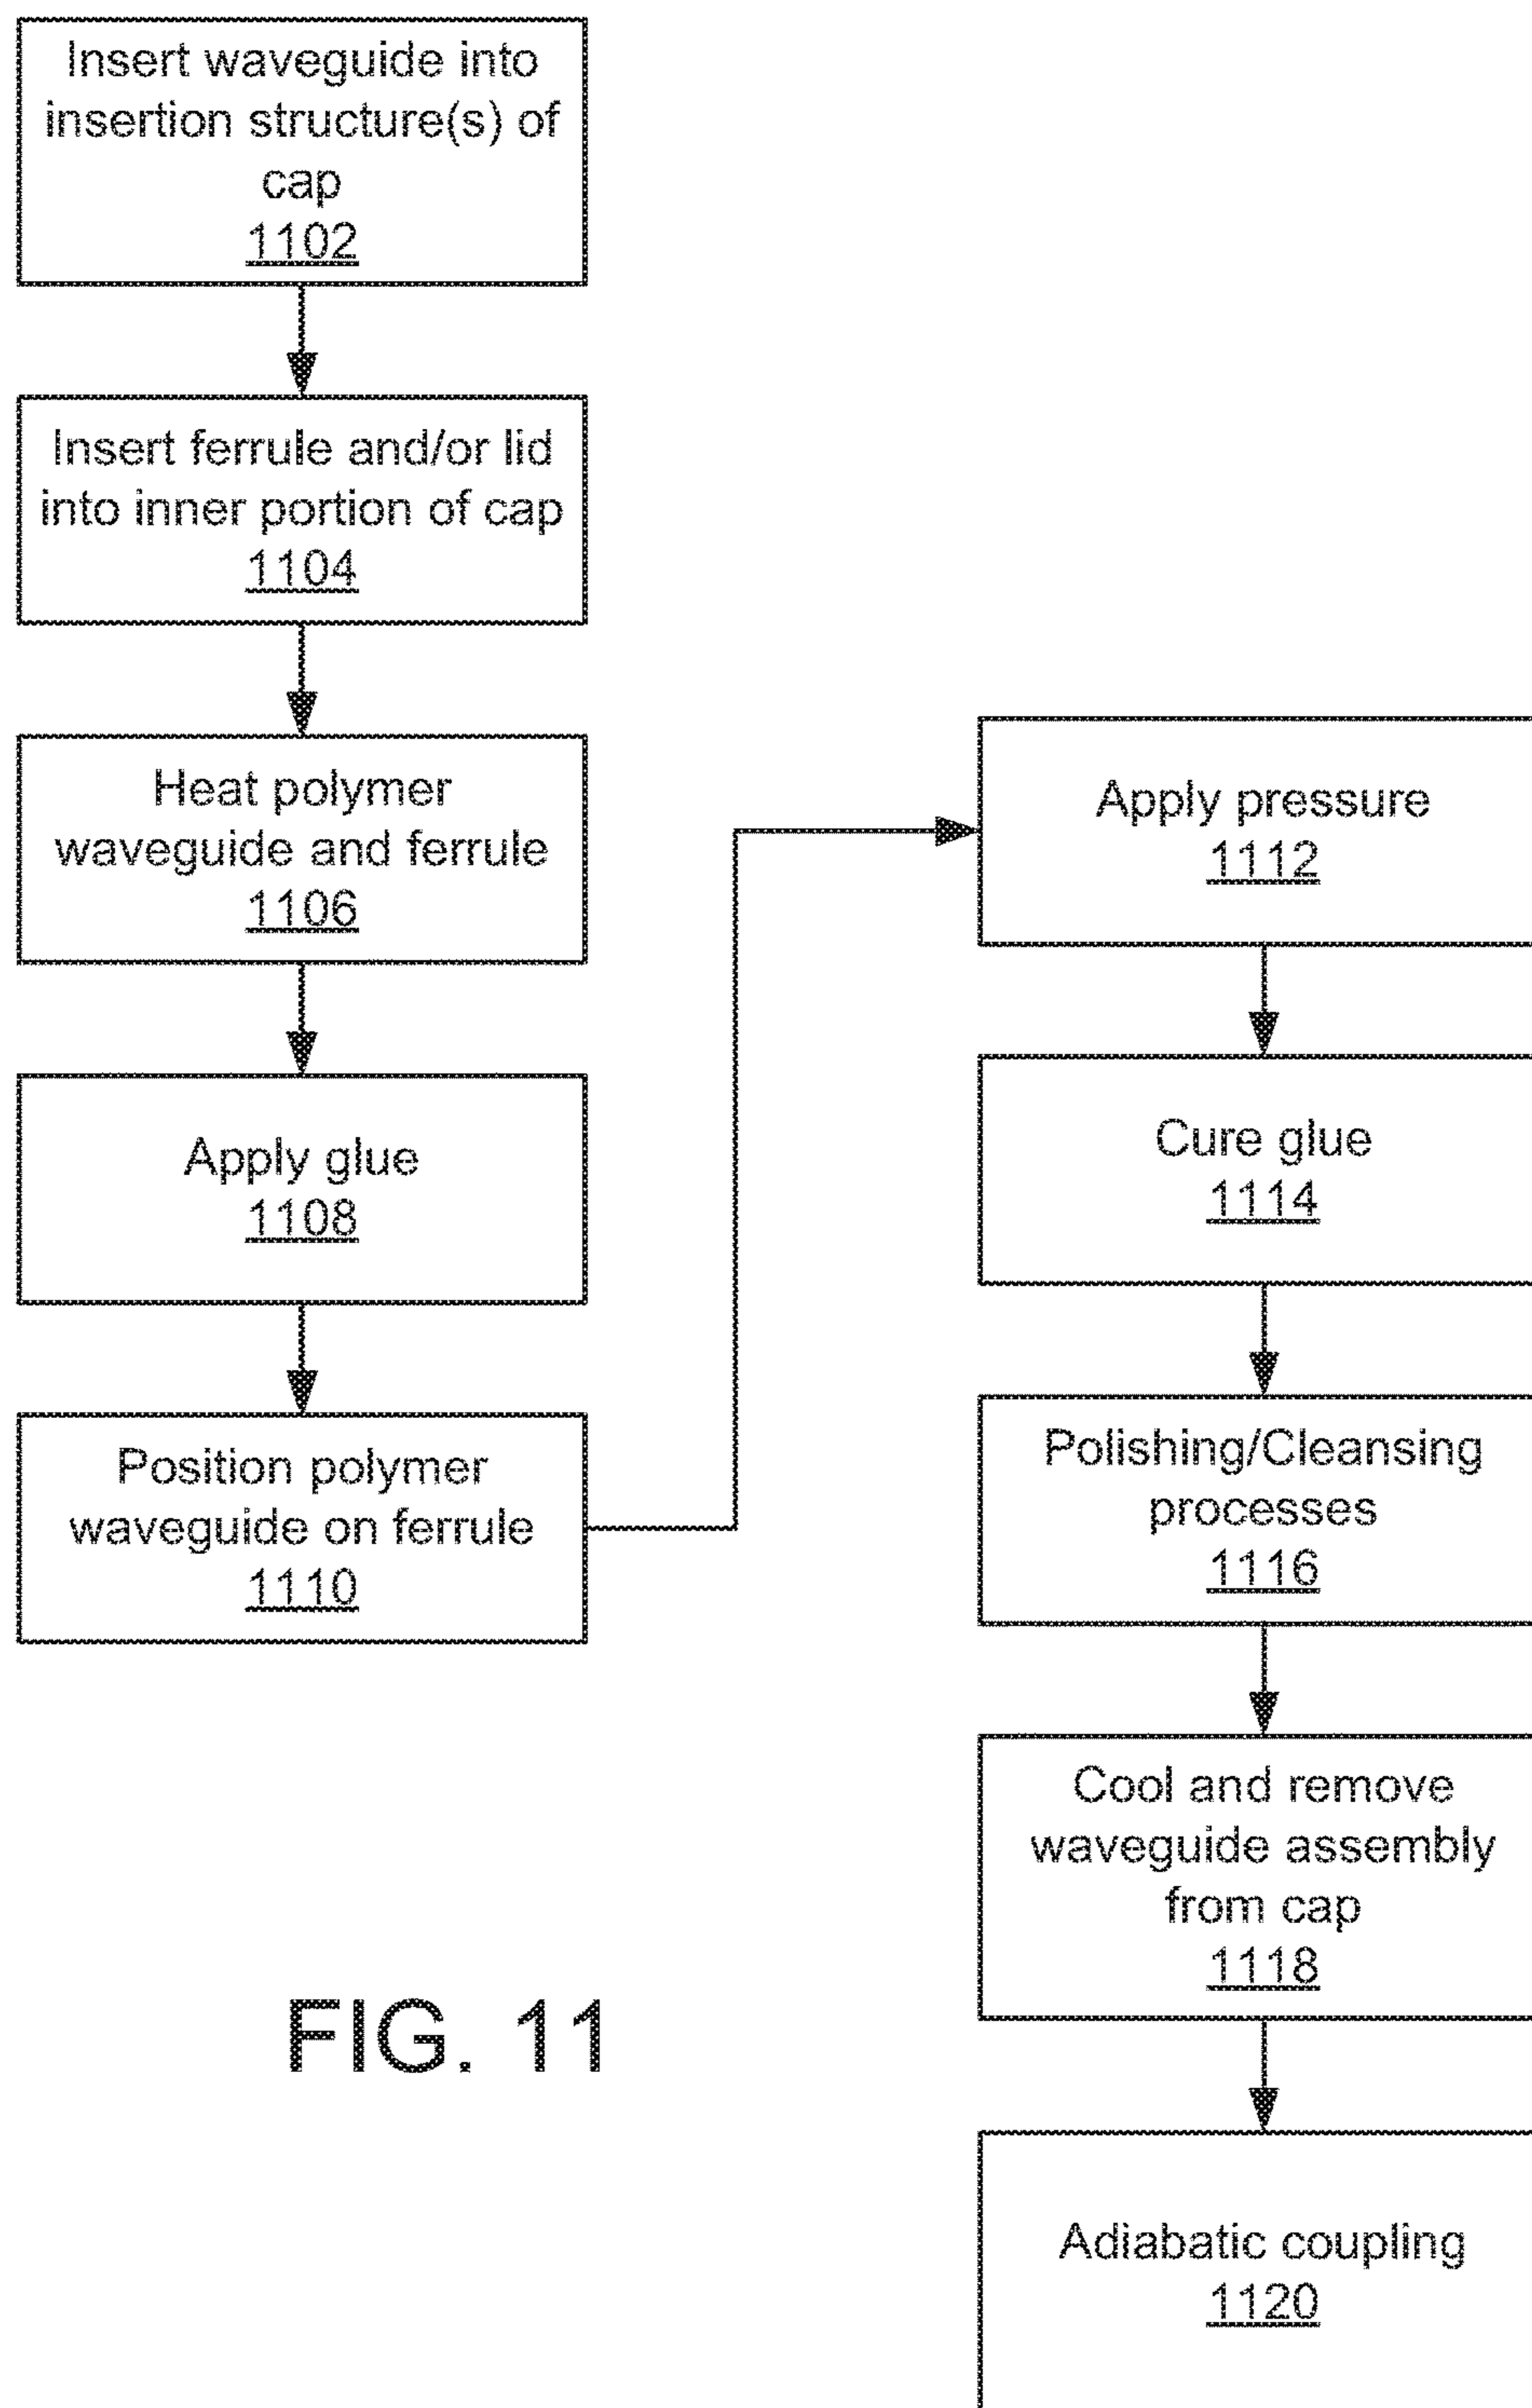 Insert waveguide into
insertion structure(s) of
cap
1102
Insert ferrule and/or lid
into inner portion of cap
1104
Heat polymer
waveguide and ferrule
1106
Apply glue
1108
Position polymer
waveguide on ferrule
1110
Apply pressure
1112
Cure glue
1114
Polishing/Cleansing
processes
1116
Cool and remove
waveguide assembly
from cap
1118
Adiabatic coupling
1120
FIG. 11